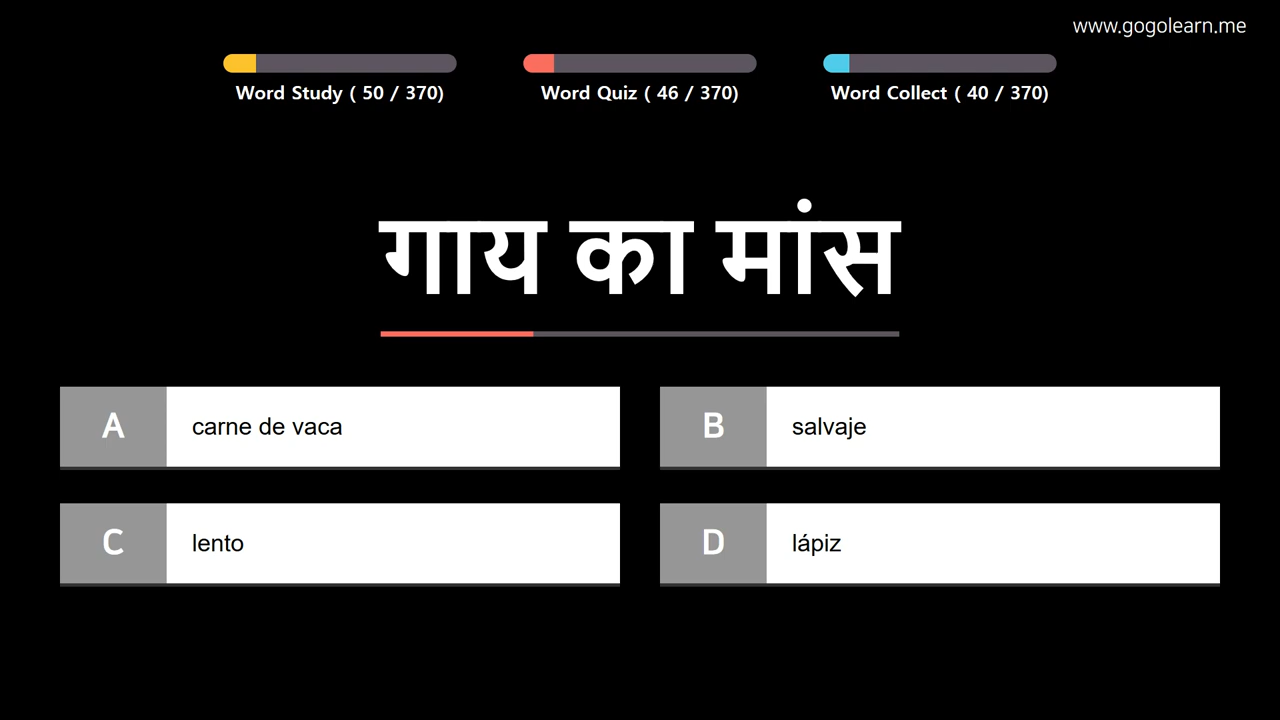 www.gogolearn.me
Word Study ( 50 / 370)
Word Quiz ( 46 / 370)
Word Collect ( 40 / 370)
गाय का मांस
A
carne de vaca
B
salvaje
C
lento
D
lápiz